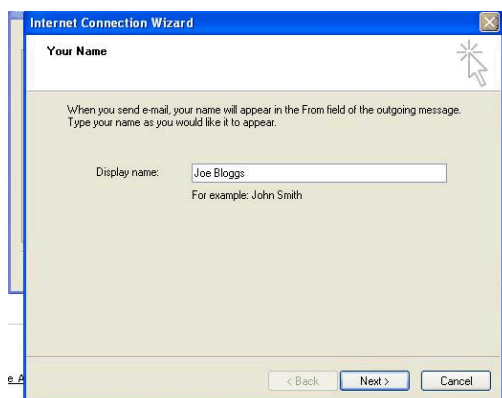 Internet Connection Wizard
Your Name
When you send e-mail, your name will appear in the From field of the outgoing message.
Type your name as you would like it to appear.
Display name: Joe Bloggs
For example: John Smith
< Back Next > Cancel
e A